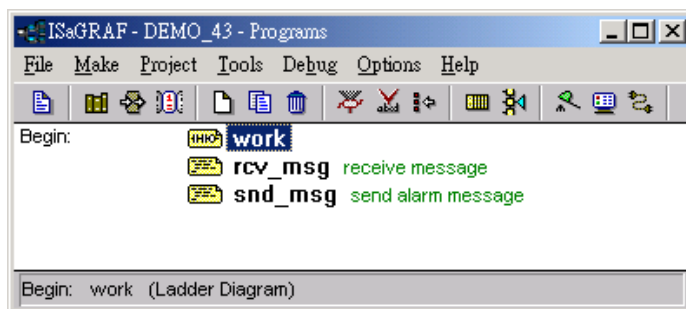 ISaGRAF - DEMO_43 - Programs
File Make Project Tools Debug Options Help
Begin: work
rcv_msg receive message
snd_msg send alarm message
Begin: work (Ladder Diagram)